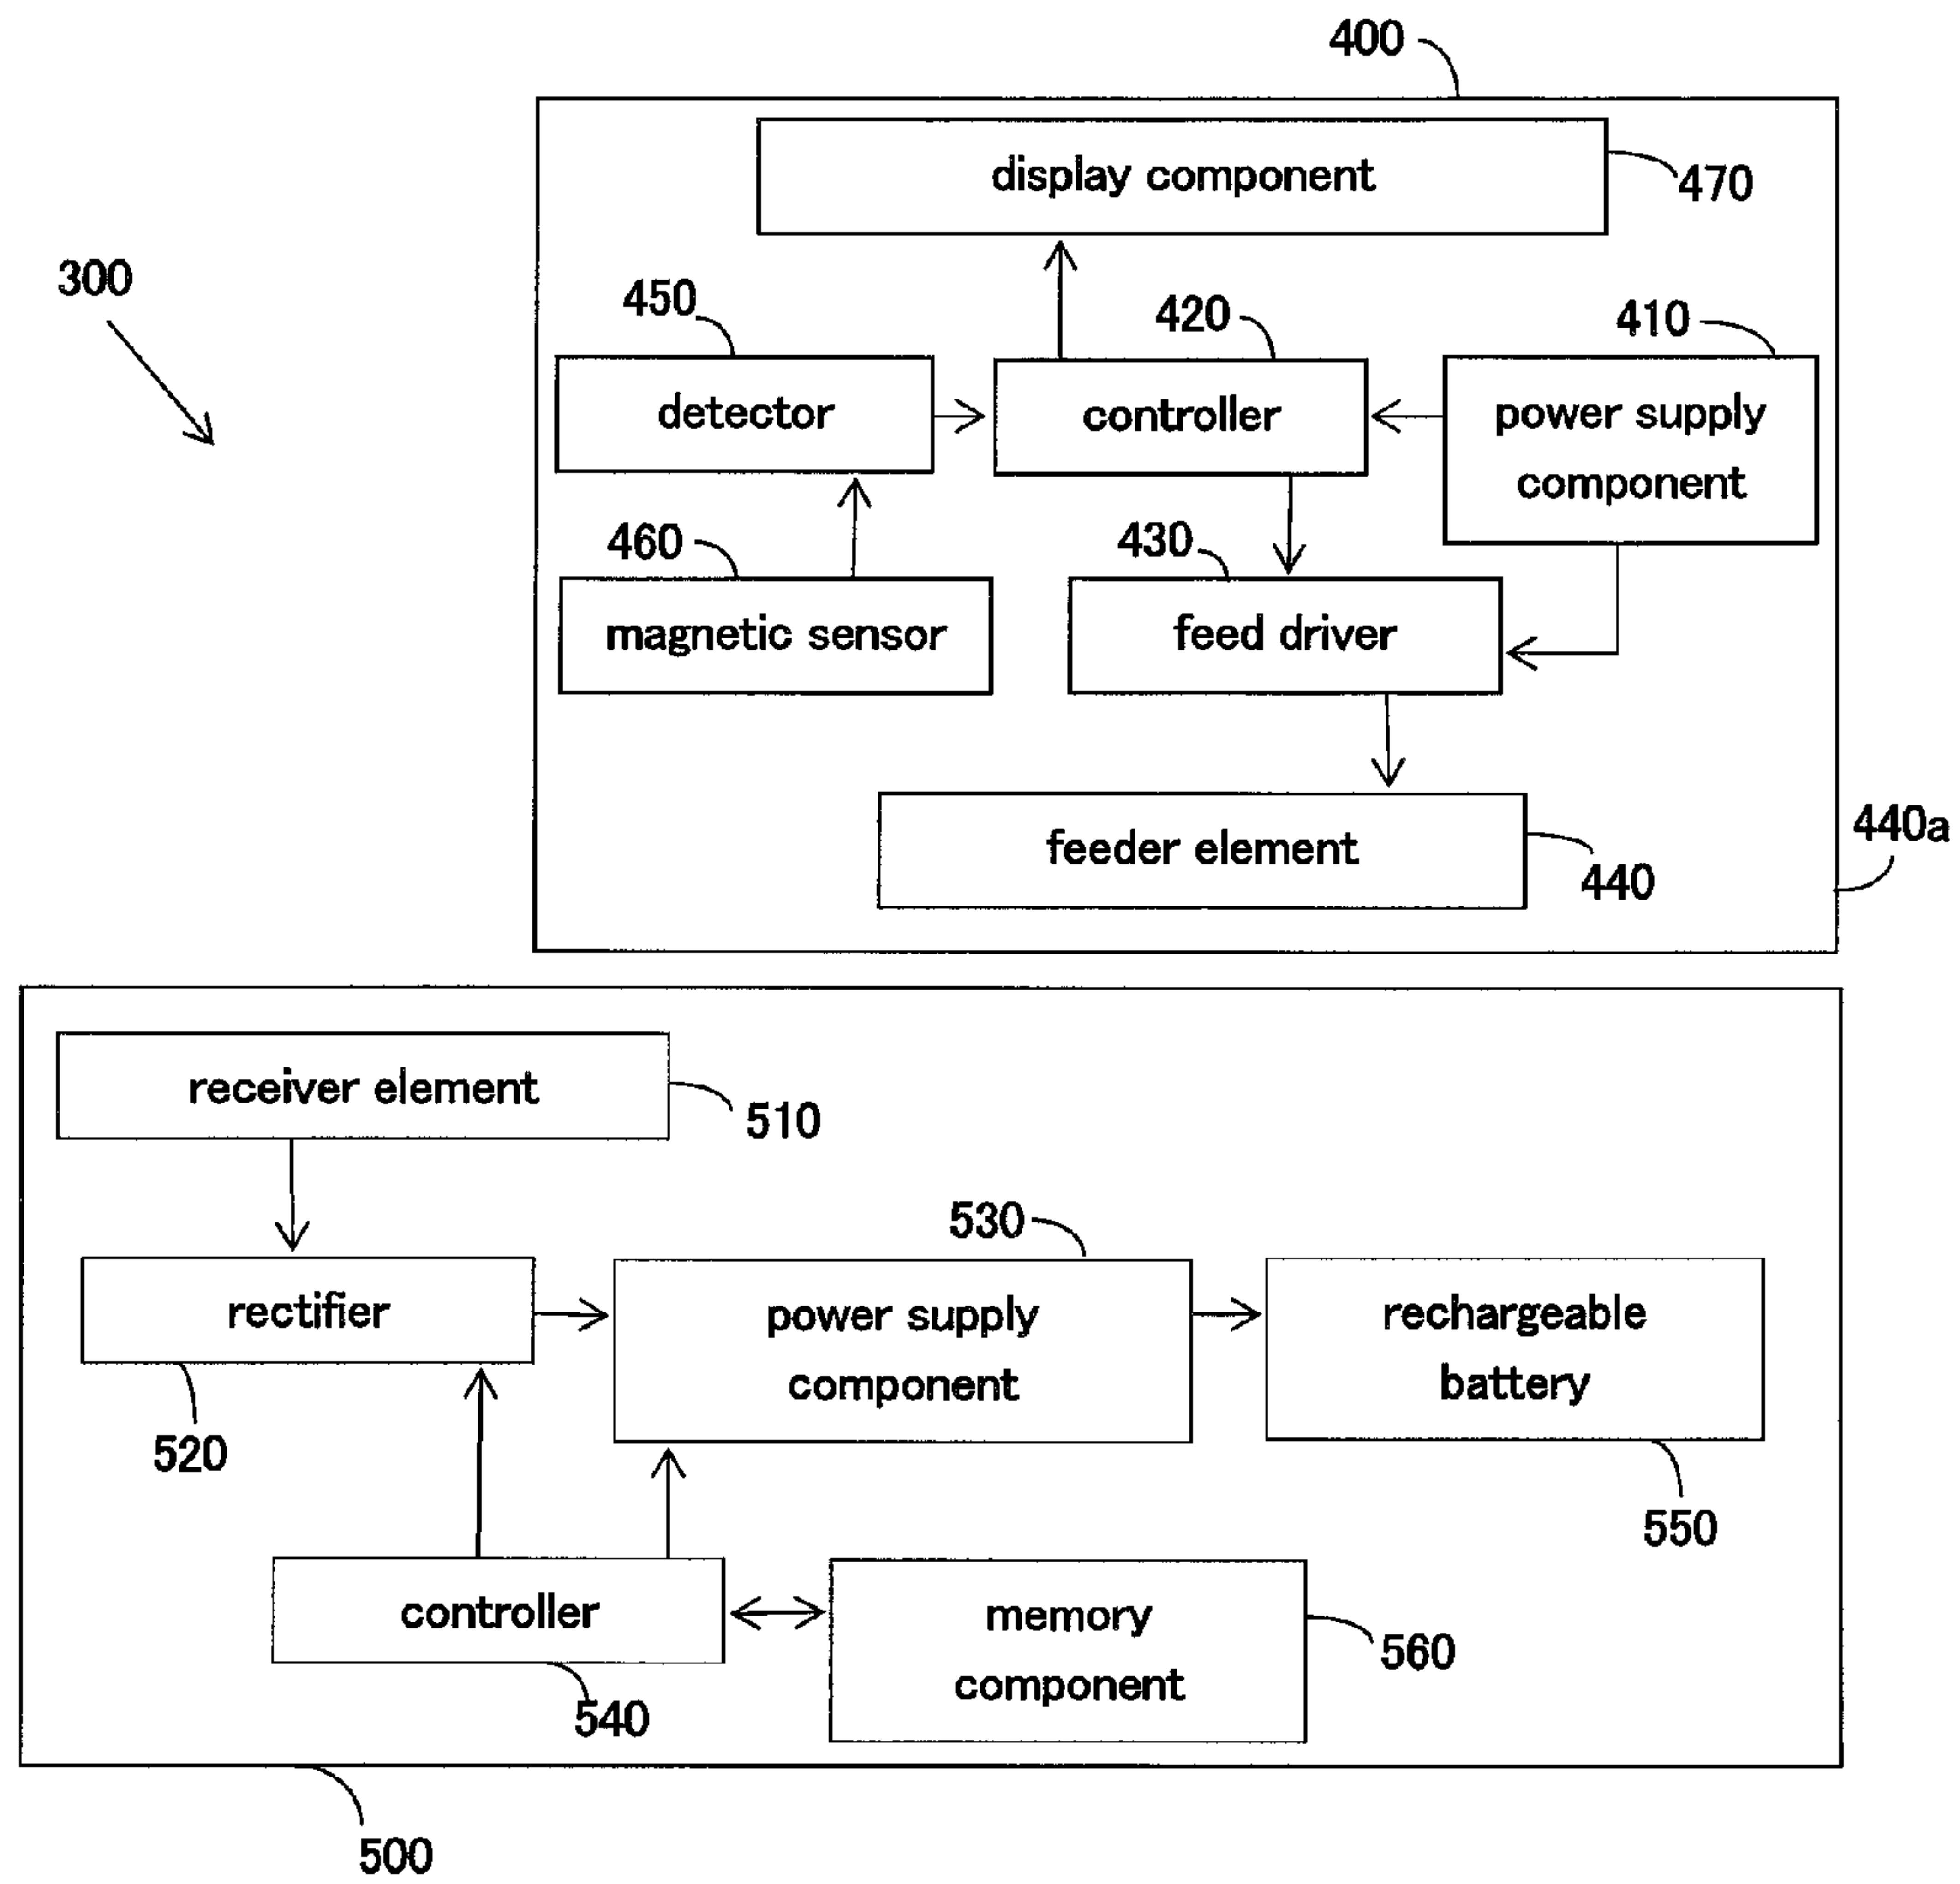 400
display component
470
300
450
420
410
detector
controller
power supply
component
460
430
magnetic sensor
feed driver
440a
feeder element
440
receiver element
510
530
rectifier
power supply
component
rechargeable
battery
520
550
controller
memory
component
560
540
500